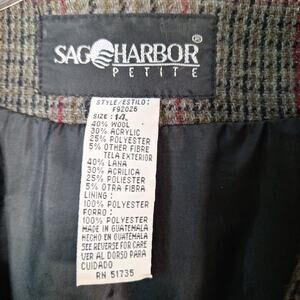 SAG HARBOR®
PETITE
STYLE/ESTILO:
F92026
SIZE: 14
40% WOOL
30% ACRYLIC
25% POLYESTER
5% OTHER FIBRE
TELA EXTERIOR
40% LANA
30% ACRILICA
25% POLIESTER
5% OTRA FIBRA
LINING:
100% POLYESTER
FORRO:
100% POLYESTER
MADE IN GUATEMALA
HECHO EN GUATEMALA
SEE REVERSE FOR CARE
VER AL DORSO PARA
CUIDADO
RN 51735